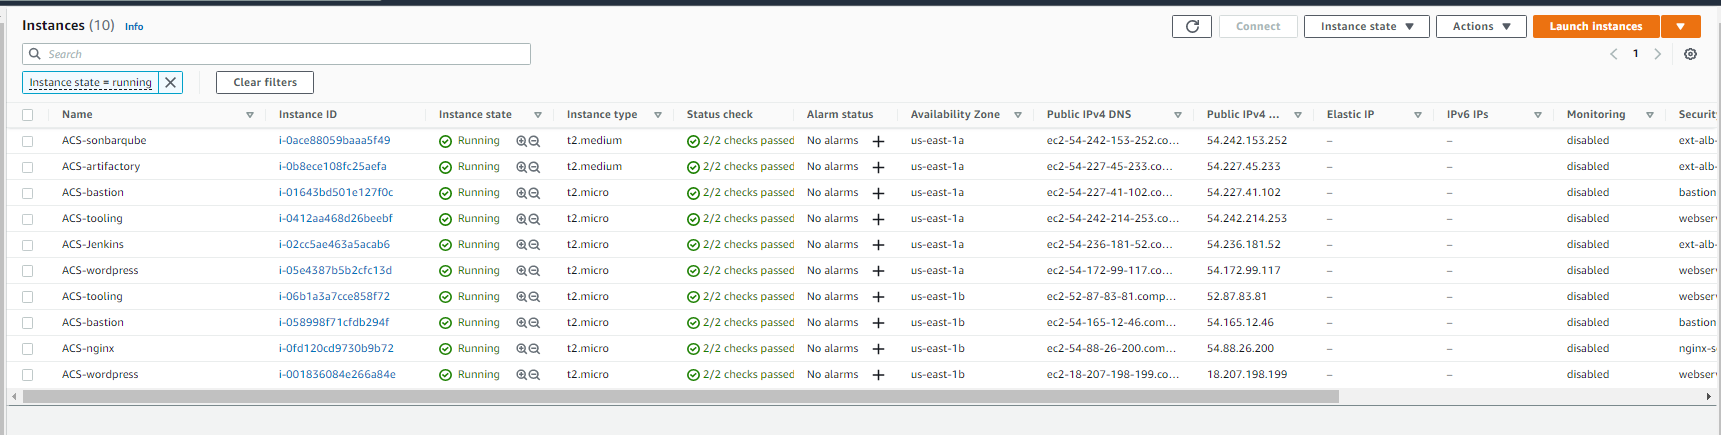 Instances (10) Info
Connect Instance state Actions Launch instances
Search
1
Instance state = running Clear filters
Name Instance ID Instance state Instance type Status check Alarm status Availability Zone Public IPv4 DNS Public IPv4 ... Elastic IP IPv6 IPs Monitoring Security
ACS-sonbarqube i-0ace88059baaa5f49 Running t2.medium 2/2 checks passed No alarms + us-east-1a ec2-54-242-153-252.co... 54.242.153.252 – – disabled ext-alb-
ACS-artifactory i-0b8ece108fc25aefa Running t2.medium 2/2 checks passed No alarms + us-east-1a ec2-54-227-45-233.co... 54.227.45.233 – – disabled ext-alb-
ACS-bastion i-01643bd501e127f0c Running t2.micro 2/2 checks passed No alarms + us-east-1a ec2-54-227-41-102.co... 54.227.41.102 – – disabled bastion
ACS-tooling i-0412aa468d26beebf Running t2.micro 2/2 checks passed No alarms + us-east-1a ec2-54-242-214-253.co... 54.242.214.253 – – disabled webserv
ACS-Jenkins i-02cc5ae463a5acab6 Running t2.micro 2/2 checks passed No alarms + us-east-1a ec2-54-236-181-52.co... 54.236.181.52 – – disabled ext-alb-
ACS-wordpress i-05e4387b5b2cfc13d Running t2.micro 2/2 checks passed No alarms + us-east-1a ec2-54-172-99-117.co... 54.172.99.117 – – disabled webserv
ACS-tooling i-06b1a3a7cce858f72 Running t2.micro 2/2 checks passed No alarms + us-east-1b ec2-52-87-83-81.comp... 52.87.83.81 – – disabled webserv
ACS-bastion i-058998f71cfdb294f Running t2.micro 2/2 checks passed No alarms + us-east-1b ec2-54-165-12-46.com... 54.165.12.46 – – disabled bastion
ACS-nginx i-0fd120cd9730b9b72 Running t2.micro 2/2 checks passed No alarms + us-east-1b ec2-54-88-26-200.com... 54.88.26.200 – – disabled nginx-s
ACS-wordpress i-001836084e266a84e Running t2.micro 2/2 checks passed No alarms + us-east-1b ec2-18-207-198-199.co... 18.207.198.199 – – disabled webserv